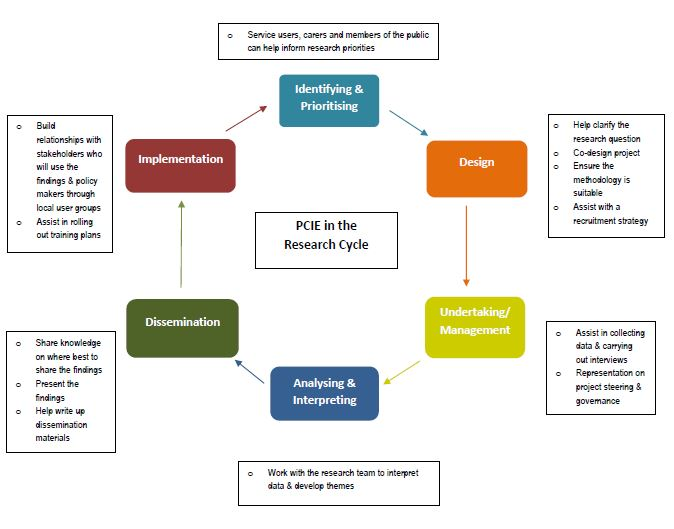 o Service users, carers and members of the public
can help inform research priorities
Identifying &
Prioritising
o Build
relationships with
stakeholders who
will use the
findings & policy
makers through
local user groups
o Assist in rolling
out training plans
Implementation
Design
o Help clarify the
research question
o Co-design project
o Ensure the
methodology is
suitable
o Assist with a
recruitment strategy
PCIE in the
Research Cycle
Dissemination
Undertaking/
Management
o Share knowledge
on where best to
share the findings
o Present the
findings
o Help write up
dissemination
materials
o Assist in collecting
data & carrying
out interviews
o Representation on
project steering &
governance
Analysing &
Interpreting
o Work with the research team to interpret
data & develop themes